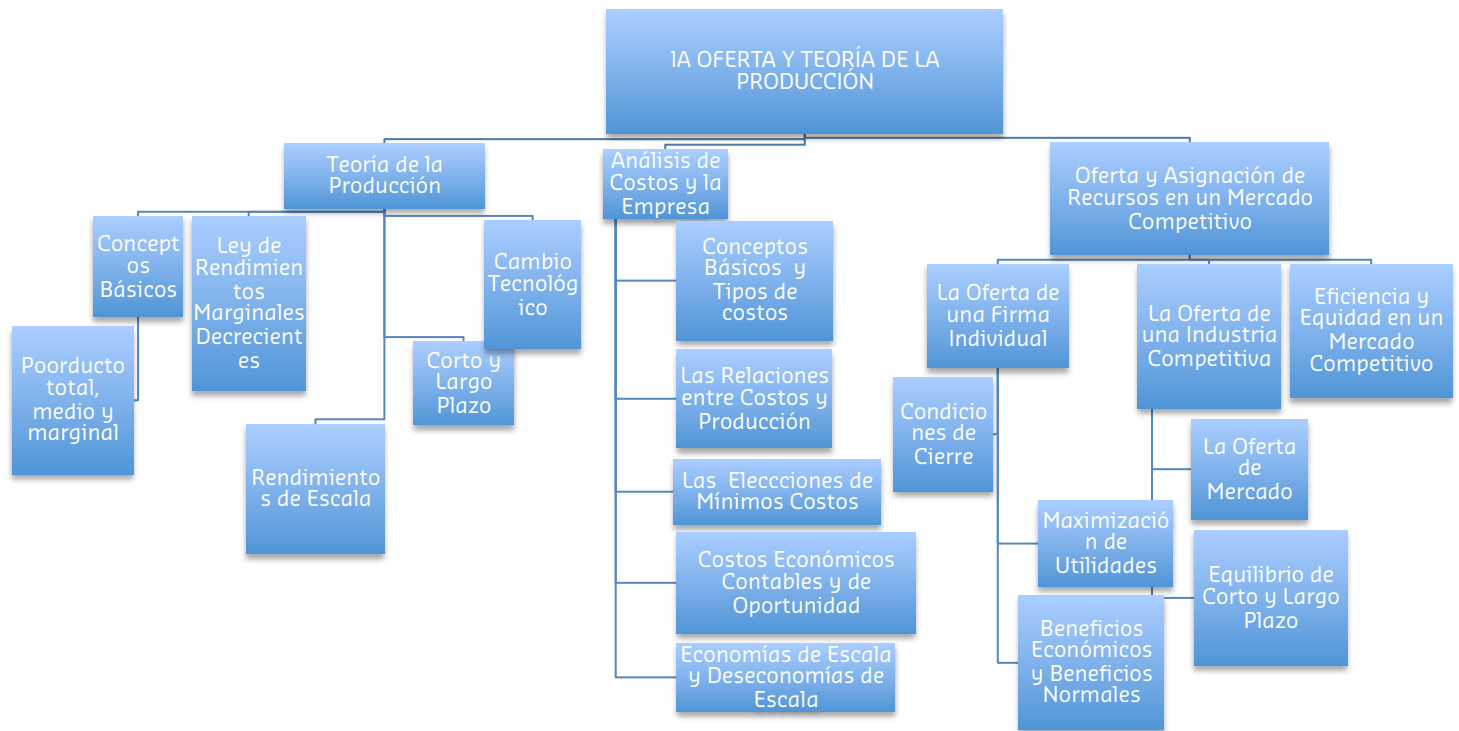 lA OFERTA Y TEORÍA DE LA
PRODUCCIÓN
Teoría de la
Producción
Concept
os
Básicos
Poorducto
total,
medio y
marginal
Ley de
Rendimien
tos
Marginales
Decrecient
es
Rendimiento
s de Escala
Corto y
Largo
Plazo
Cambio
Tecnológ
ico
Análisis de
Costos y la
Empresa
Conceptos
Básicos y
Tipos de
costos
Las Relaciones
entre Costos y
Producción
Las Eleccciones de
Mínimos Costos
Costos Económicos
Contables y de
Oportunidad
Economías de Escala
y Deseconomías de
Escala
Oferta y Asignación de
Recursos en un Mercado
Competitivo
La Oferta de
una Firma
Individual
Condicio
nes de
Cierre
Maximizació
n de
Utilidades
Beneficios
Económicos
y Beneficios
Normales
La Oferta de
una Industria
Competitiva
La Oferta
de
Mercado
Equilibrio de
Corto y Largo
Plazo
Eficiencia y
Equidad en un
Mercado
Competitivo